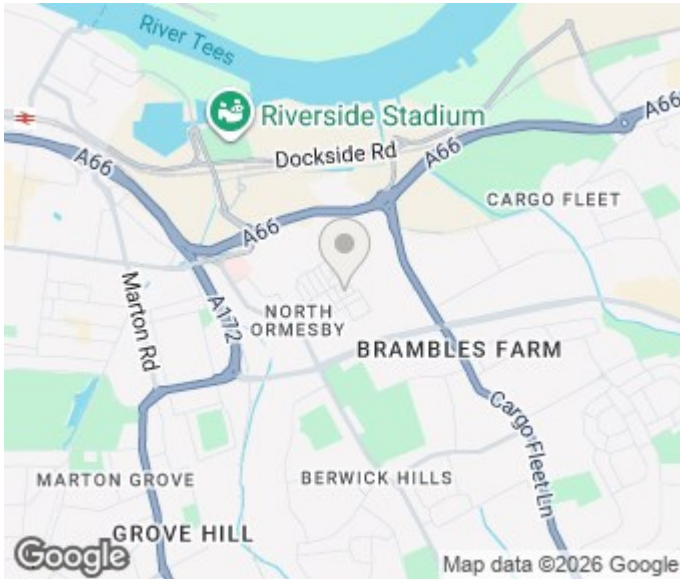 River Tees
Riverside Stadium
Dockside Rd
A66
A66
A66
CARGO FLEET
A66
Marton Rd
A172
NORTH
ORMESBY
BRAMBLES FARM
Cargo Fleet Ln
MARTON GROVE
BERWICK HILLS
GROVE HILL
Google
Map data ©2026 Google